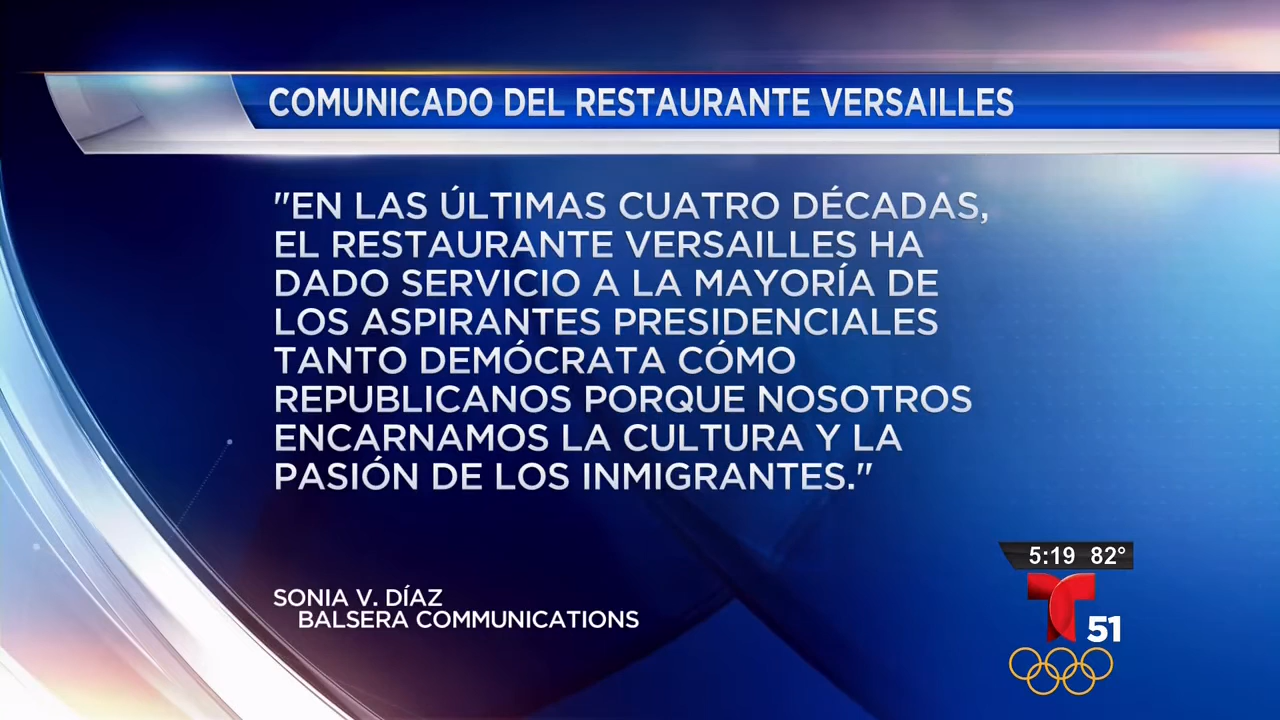 COMUNICADO DEL RESTAURANTE VERSAILLES
"EN LAS ÚLTIMAS CUATRO DÉCADAS,
EL RESTAURANTE VERSAILLES HA
DADO SERVICIO A LA MAYORÍA DE
LOS ASPIRANTES PRESIDENCIALES
TANTO DEMÓCRATA CÓMO
REPUBLICANOS PORQUE NOSOTROS
ENCARNAMOS LA CULTURA Y LA
PASIÓN DE LOS INMIGRANTES."
SONIA V. DÍAZ
BALSERA COMMUNICATIONS
5:19 82°
51